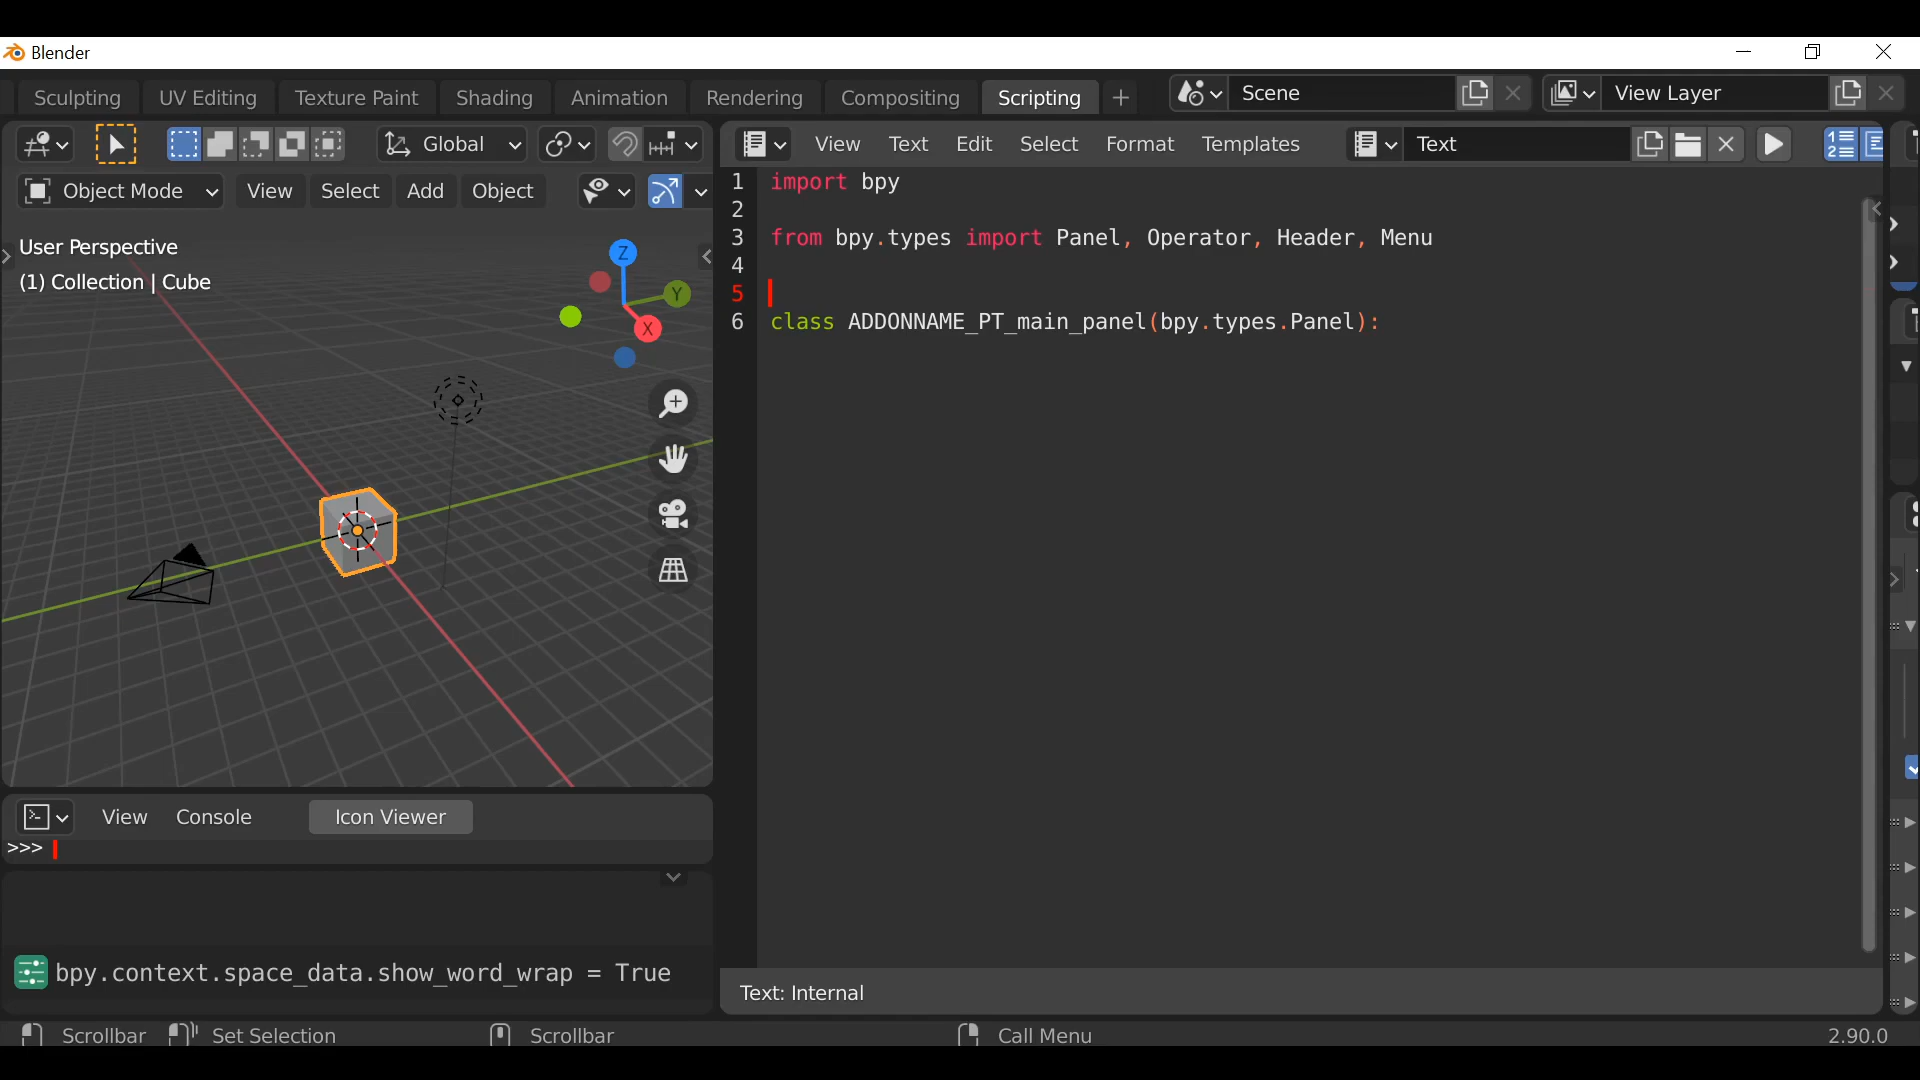 Blender
Sculpting UV Editing Texture Paint Shading Animation Rendering Compositing Scripting + Scene View Layer
Global View Text Edit Select Format Templates Text
Object Mode View Select Add Object
User Perspective
(1) Collection | Cube
Z
Y
X
1 import bpy
2
3 from bpy.types import Panel, Operator, Header, Menu
4
5
6 class ADDONNAME_PT_main_panel(bpy.types.Panel):
View Console Icon Viewer
>>>
bpy.context.space_data.show_word_wrap = True
Text: Internal
Scrollbar Set Selection Scrollbar Call Menu 2.90.0